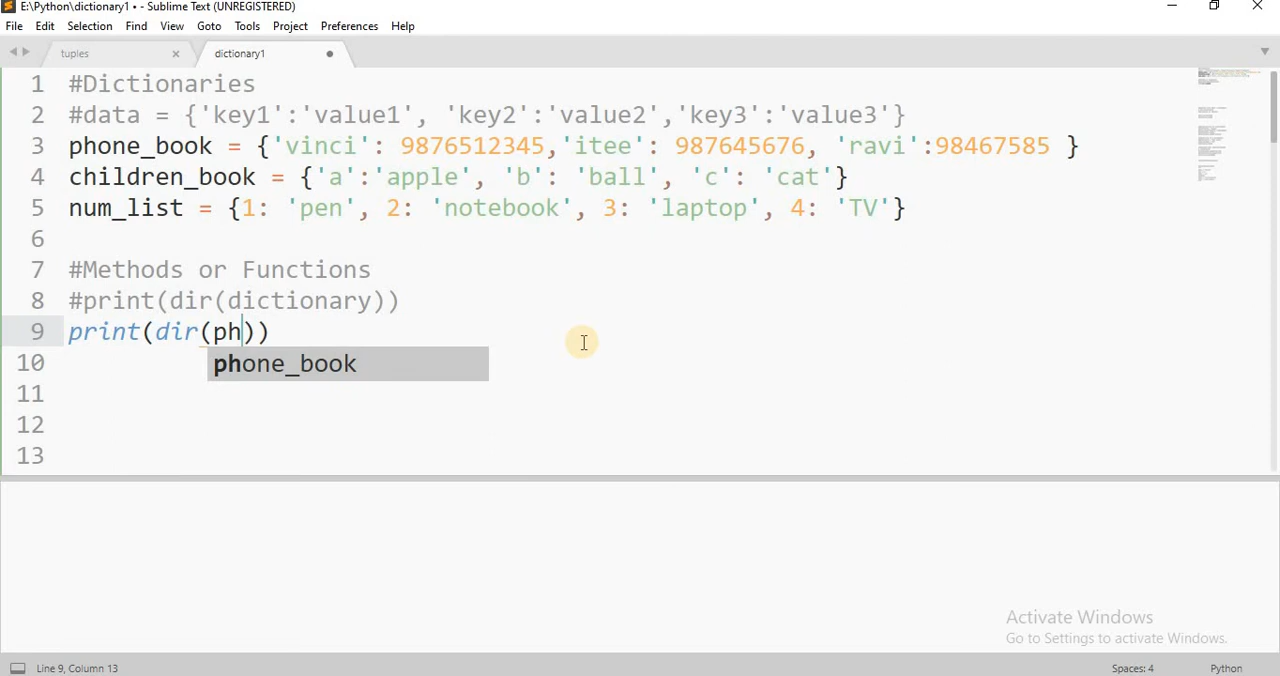 E:\Python\dictionary1 • - Sublime Text (UNREGISTERED)
File Edit Selection Find View Goto Tools Project Preferences Help
tuples dictionary1
1 #Dictionaries
2 #data = {'key1':'value1', 'key2':'value2','key3':'value3'}
3 phone_book = {'vinci': 9876512345,'itee': 987645676, 'ravi':98467585 }
4 children_book = {'a':'apple', 'b': 'ball', 'c': 'cat'}
5 num_list = {1: 'pen', 2: 'notebook', 3: 'laptop', 4: 'TV'}
6
7 #Methods or Functions
8 #print(dir(dictionary))
9 print(dir(ph))
10 phone_book
11
12
13
Activate Windows
Go to Settings to activate Windows.
Line 9, Column 13 Spaces: 4 Python